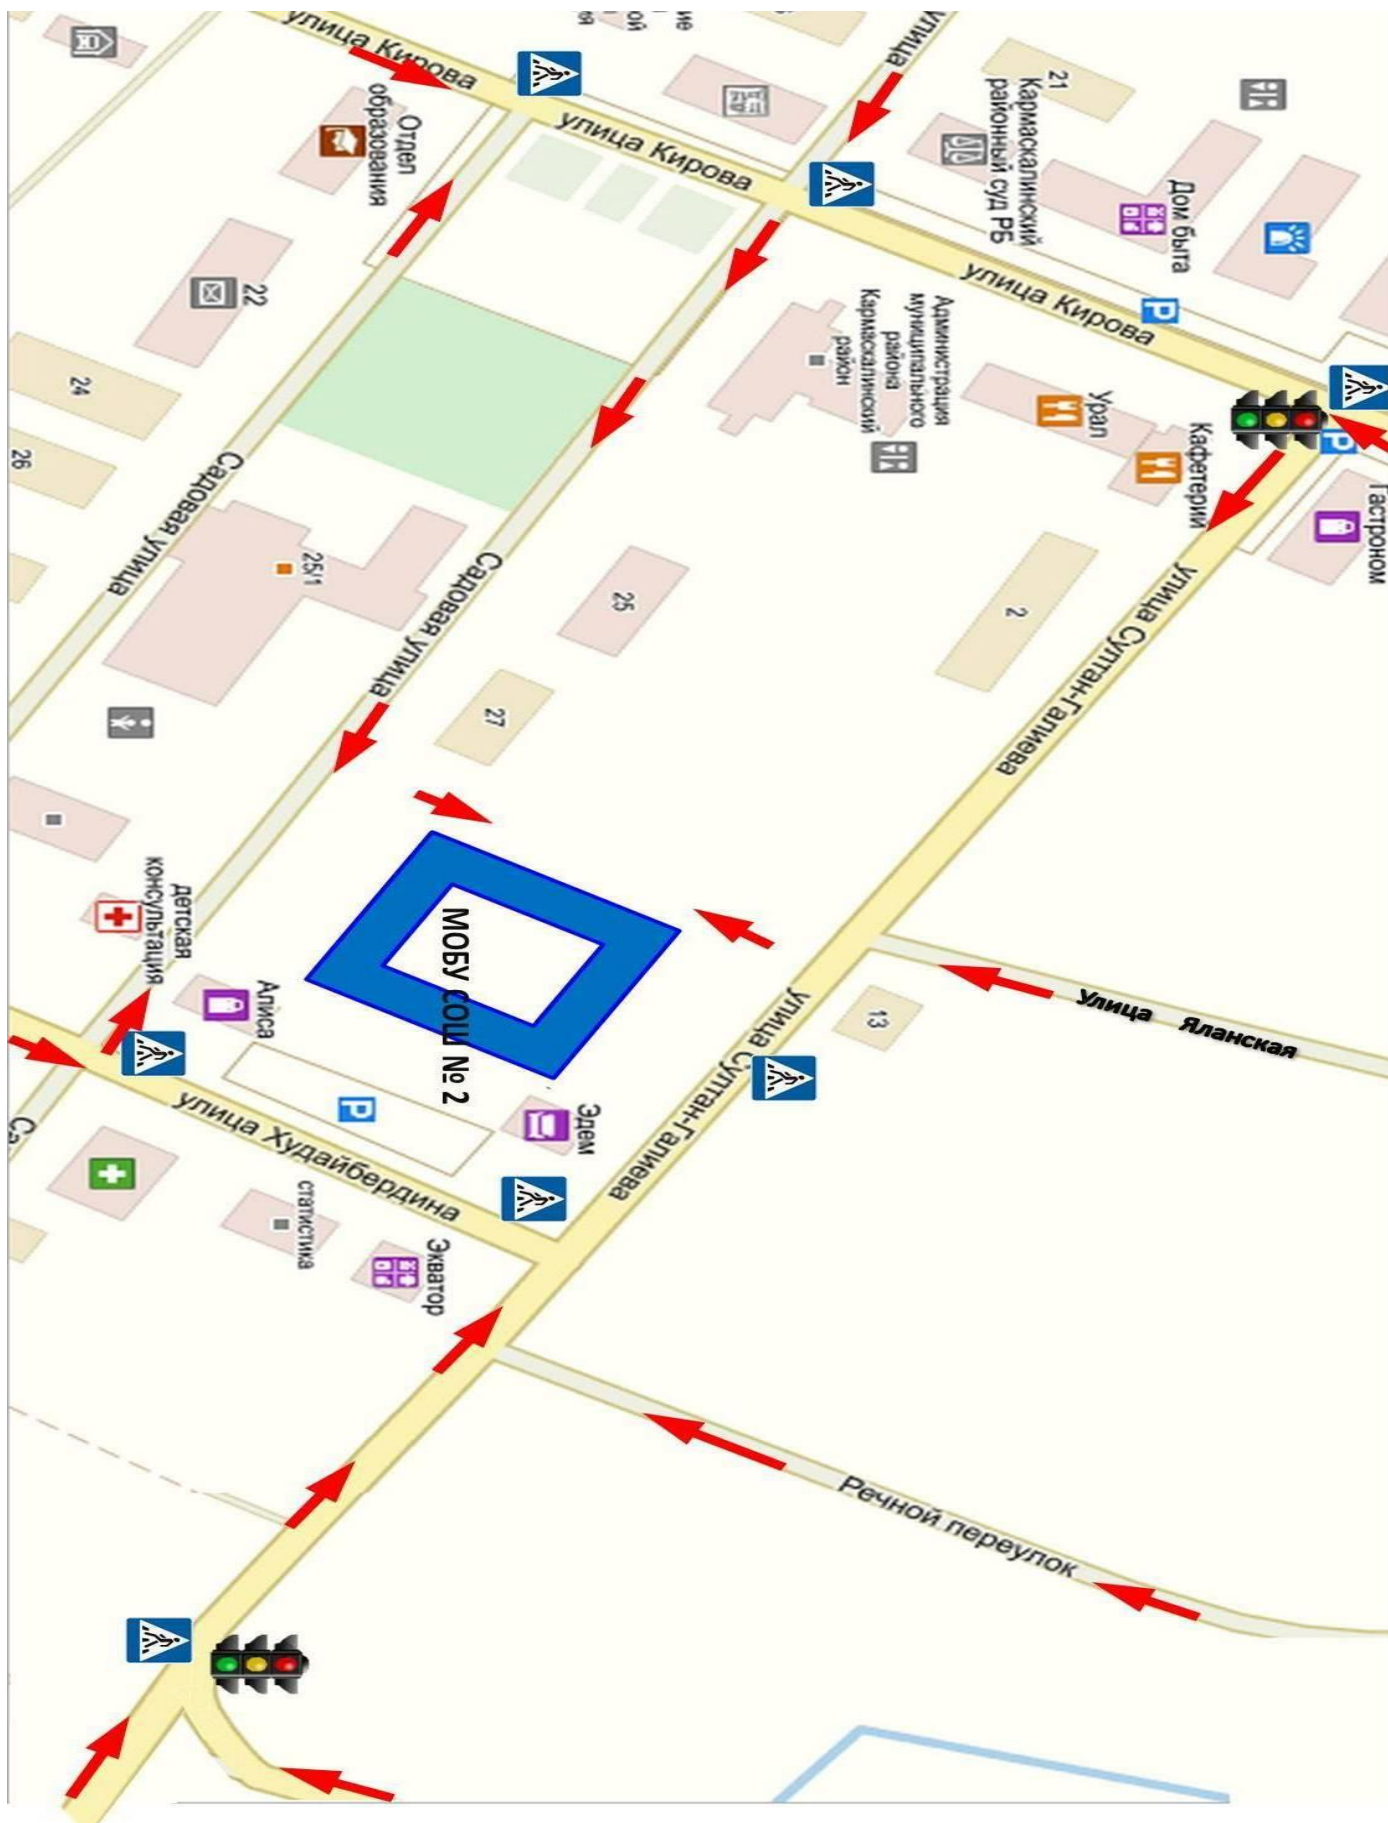 улица Кирова
улица Кирова
улица
21
Кармаскалинский
районный суд РБ
Дом быта
Отдел
образования
22
24
26
улица Кирова
Администрация
муниципального
района
Кармаскалинский
район
Урал
Кафетерий
P
P
Гастроном
Садовая улица
25/1
Садовая улица
25
27
2
улица Султан-Галиева
детская
консультация
Алиса
МОБУ СОШ № 2
13
Улица Яланская
улица Султан-Галиева
P
Эдем
улица Худайбердина
статистика
Экватор
Са
Речной переулок